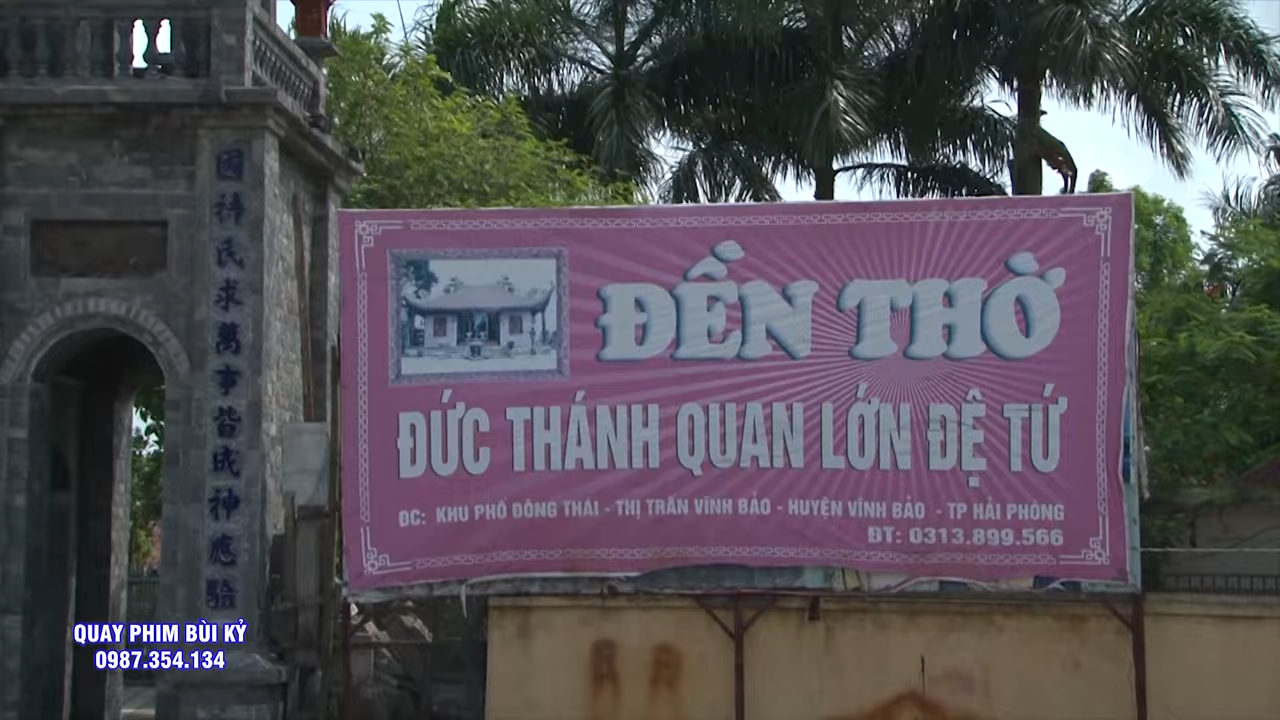 國禱民求萬事皆成神應驗
ĐỀN THỜ
ĐỨC THÁNH QUAN LỚN ĐỆ TỨ
ĐC: KHU PHỐ ĐÔNG THÁI - THỊ TRẤN VĨNH BẢO - HUYỆN VĨNH BẢO - TP HẢI PHÒNG
ĐT: 0313.899.566
QUAY PHIM BÙI KỶ
0987.354.134